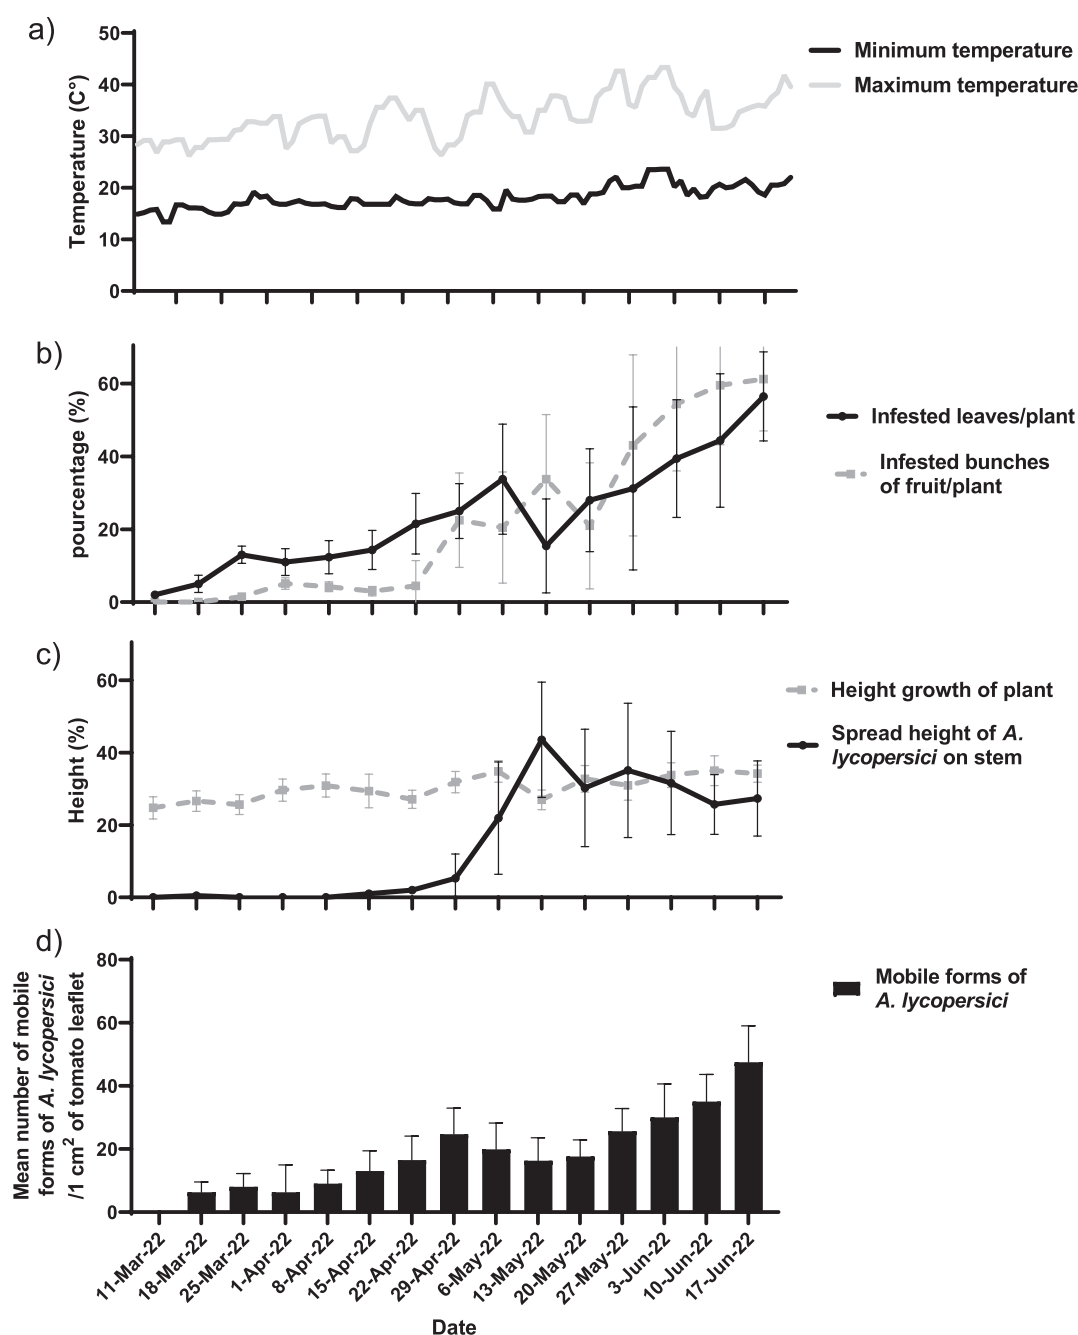 a)
50
40
30
20
10
0
Temperature (C°)
Minimum temperature
Maximum temperature
b)
60
40
20
0
pourcentage (%)
Infested leaves/plant
Infested bunches
of fruit/plant
c)
60
40
20
0
Height (%)
Height growth of plant
Spread height of A.
lycopersici on stem
d)
80
60
40
20
0
Mean number of mobile
forms of A. lycopersici
/1 cm² of tomato leaflet
Mobile forms of
A. lycopersici
11-Mar-22
18-Mar-22
25-Mar-22
1-Apr-22
8-Apr-22
15-Apr-22
22-Apr-22
29-Apr-22
6-May-22
13-May-22
20-May-22
27-May-22
3-Jun-22
10-Jun-22
17-Jun-22
Date